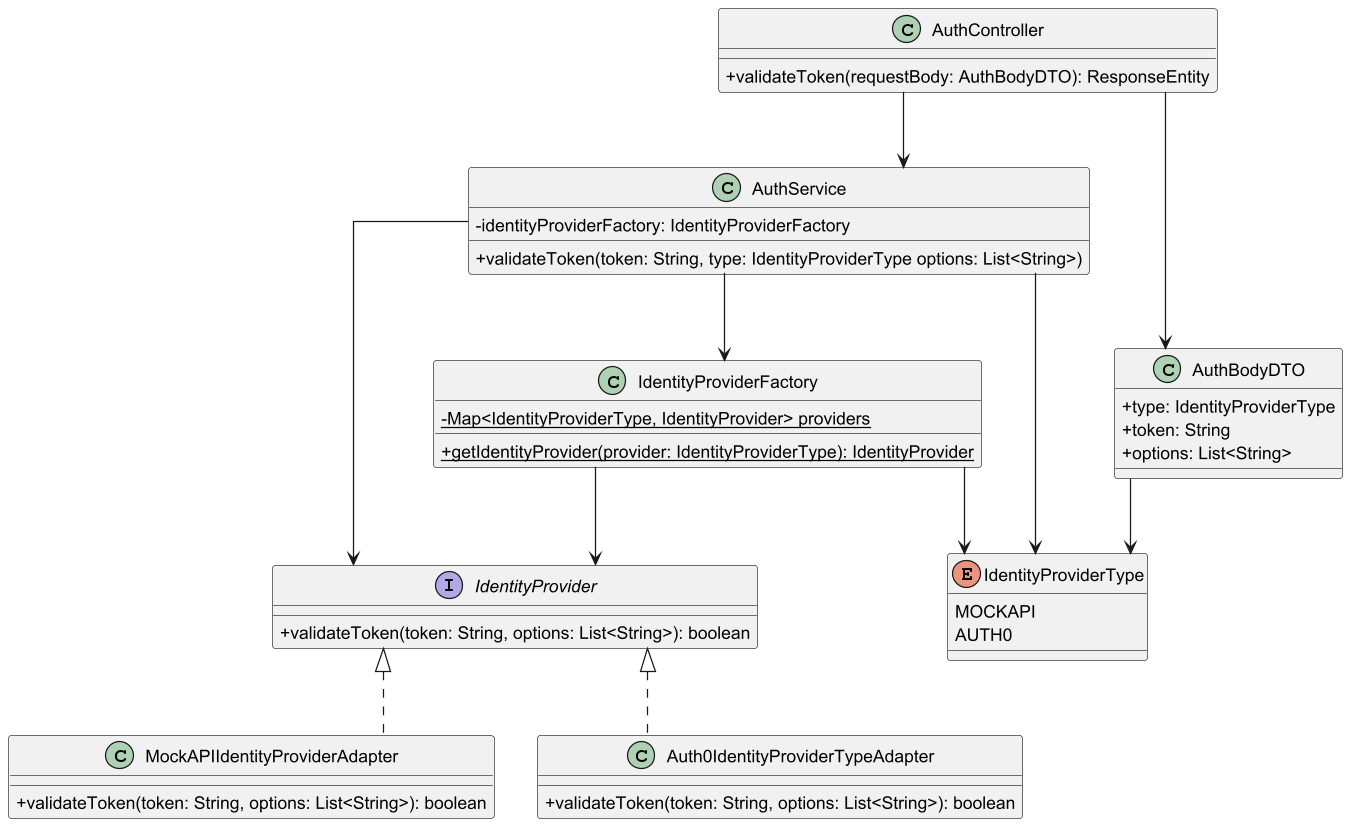 C AuthController
+validateToken(requestBody: AuthBodyDTO): ResponseEntity
C AuthService
-identityProviderFactory: IdentityProviderFactory
+validateToken(token: String, type: IdentityProviderType options: List<String>)
C IdentityProviderFactory
-Map<IdentityProviderType, IdentityProvider> providers
+getIdentityProvider(provider: IdentityProviderType): IdentityProvider
C AuthBodyDTO
+type: IdentityProviderType
+token: String
+options: List<String>
I IdentityProvider
+validateToken(token: String, options: List<String>): boolean
E IdentityProviderType
MOCKAPI
AUTH0
C MockAPIIdentityProviderAdapter
+validateToken(token: String, options: List<String>): boolean
C Auth0IdentityProviderTypeAdapter
+validateToken(token: String, options: List<String>): boolean